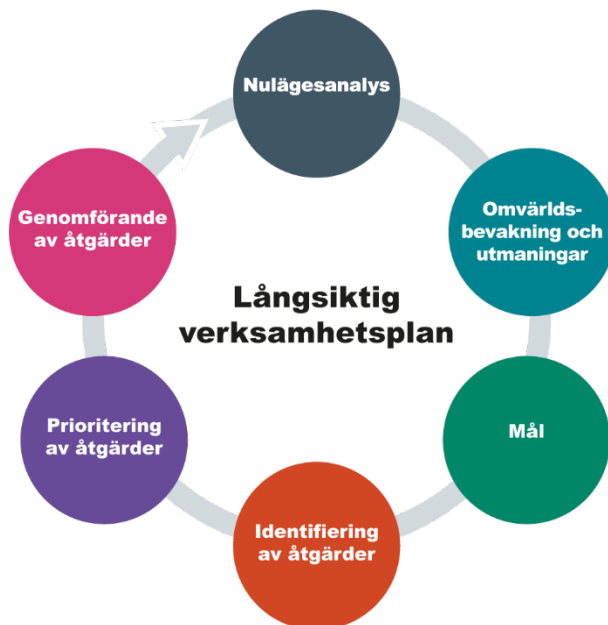 Nulägesanalys
Omvärlds-
bevakning och
utmaningar
Mål
Identifiering
av åtgärder
Prioritering
av åtgärder
Genomförande
av åtgärder
Långsiktig
verksamhetsplan